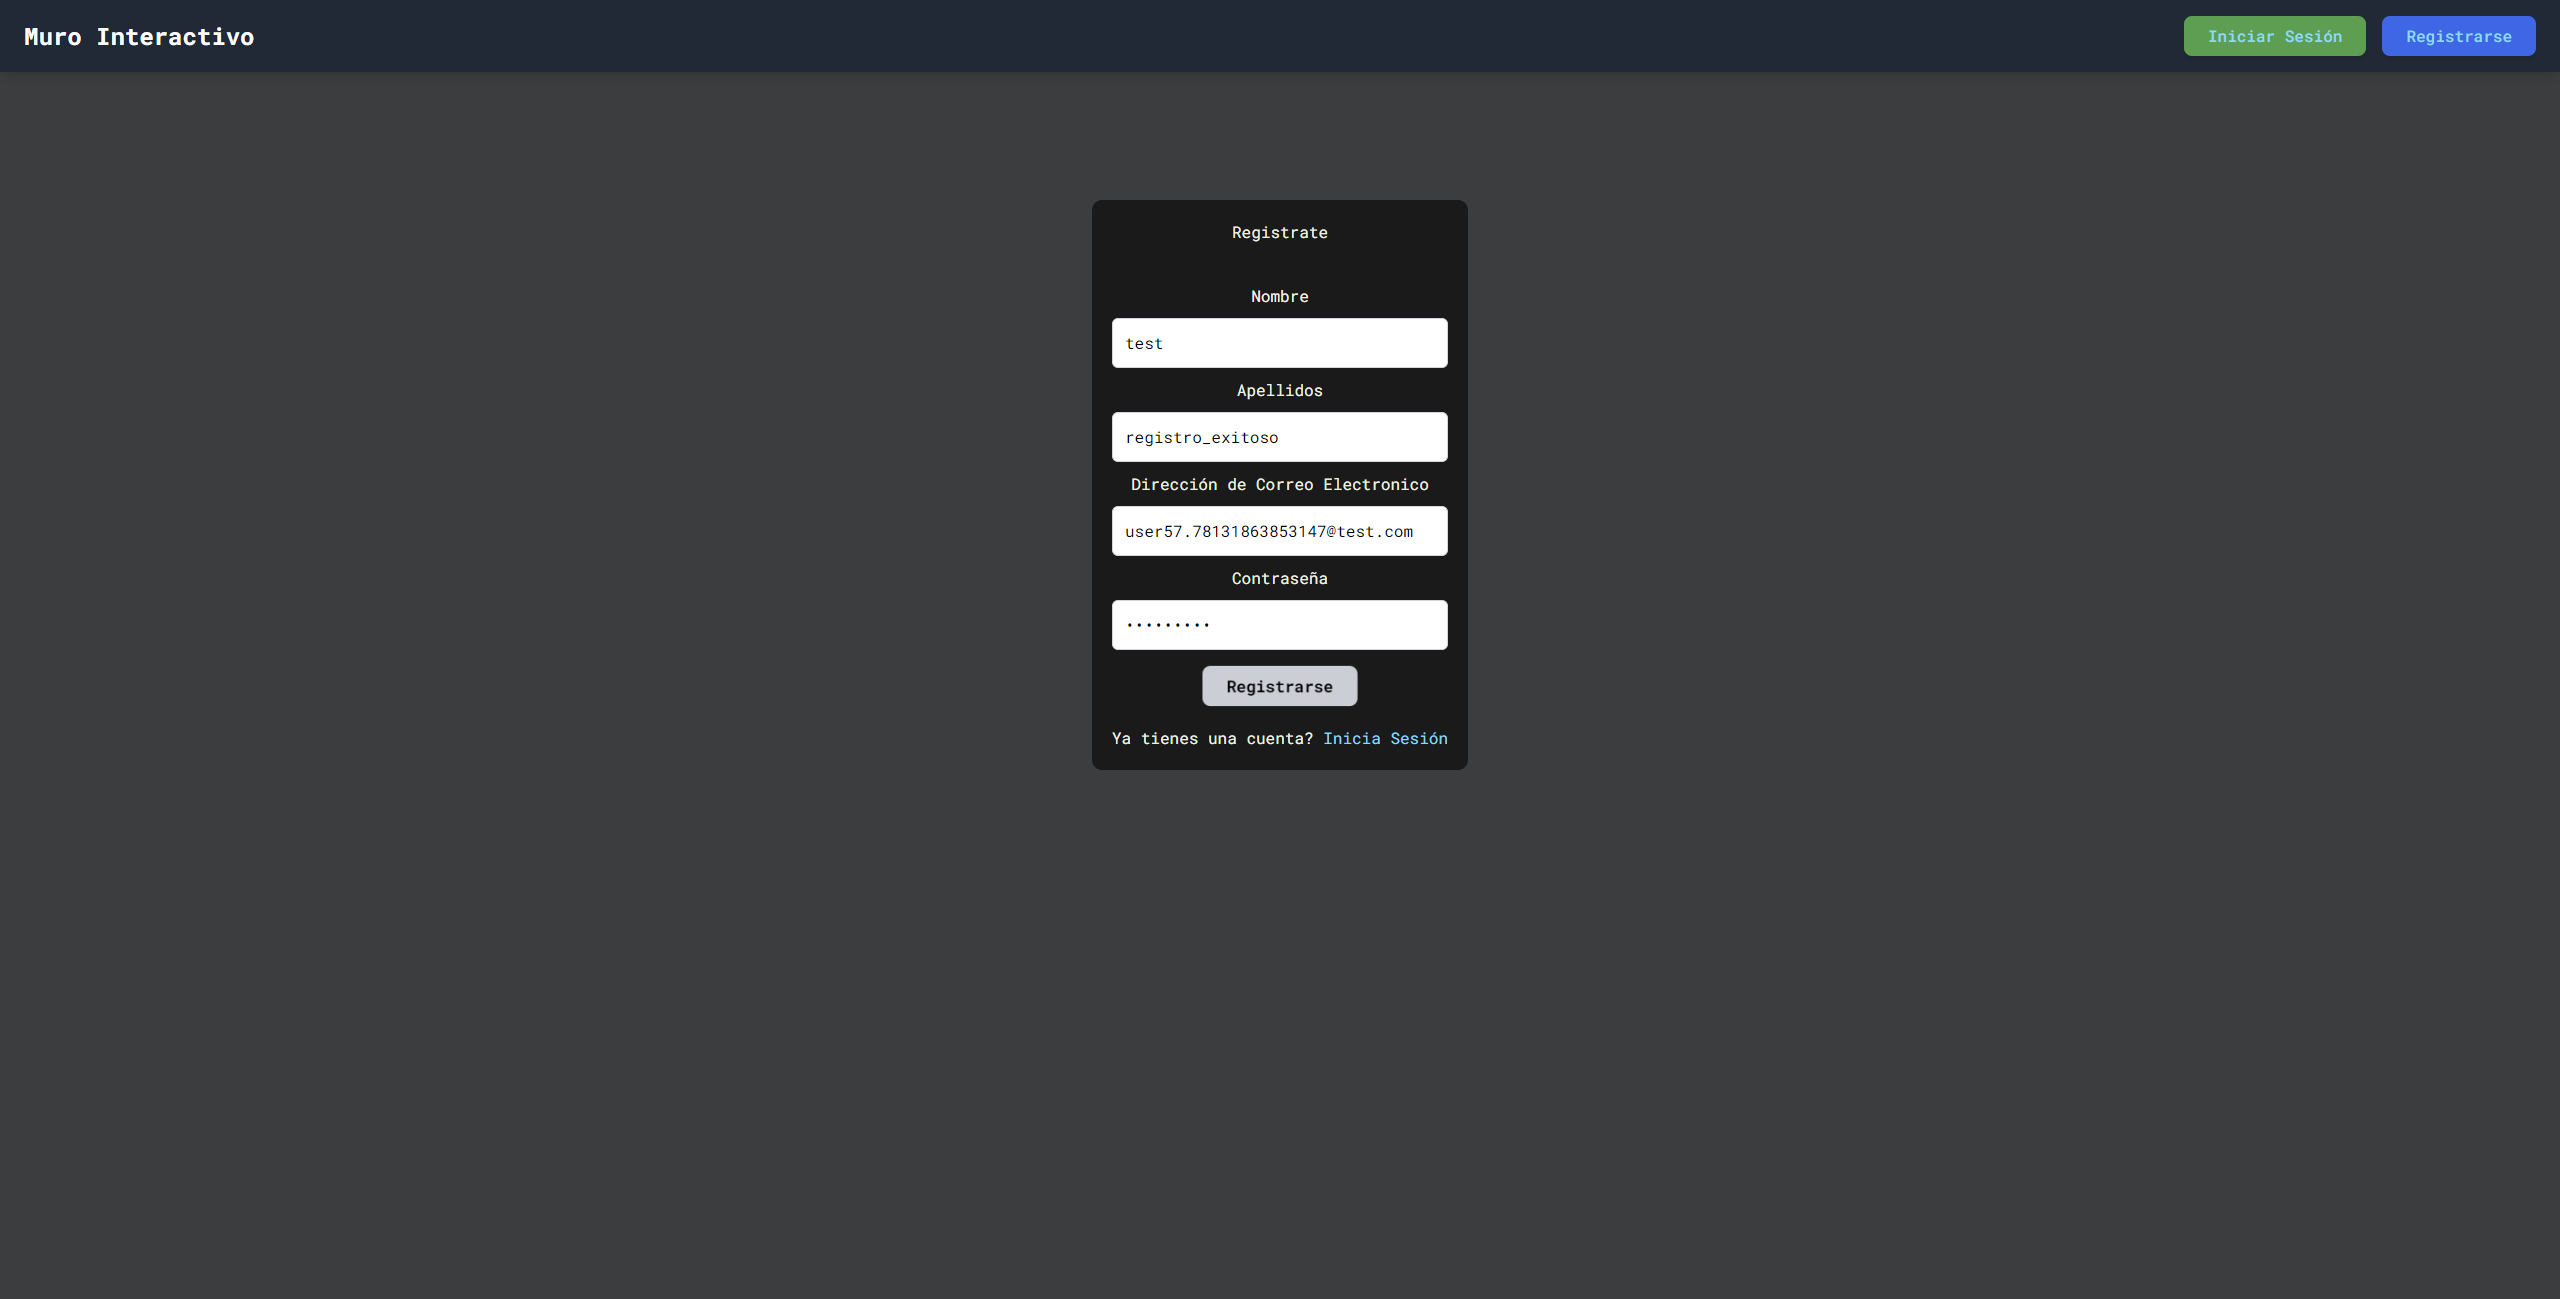 Muro Interactivo
Iniciar Sesión
Registrarse
Registrate
Nombre
test
Apellidos
registro_exitoso
Dirección de Correo Electronico
user57.78131863853147@test.com
Contraseña
•••••••••
Registrarse
Ya tienes una cuenta? Inicia Sesión